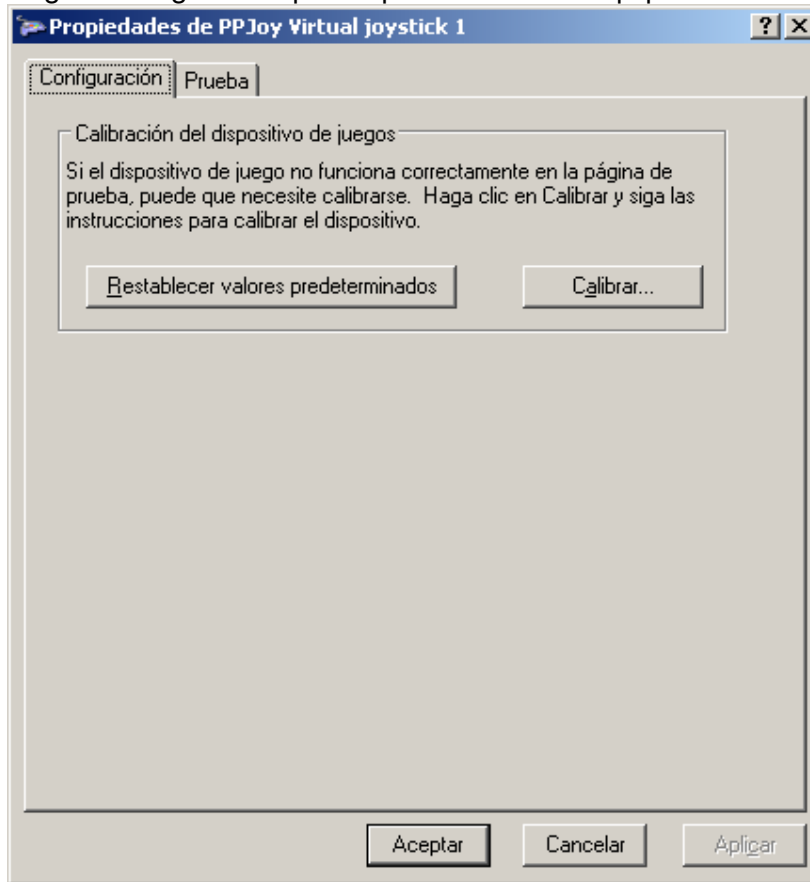 Propiedades de PPJoy Virtual joystick 1
Configuración Prueba
Calibración del dispositivo de juegos
Si el dispositivo de juego no funciona correctamente en la página de
prueba, puede que necesite calibrarse. Haga clic en Calibrar y siga las
instrucciones para calibrar el dispositivo.
Restablecer valores predeterminados Calibrar...
Aceptar Cancelar Aplicar